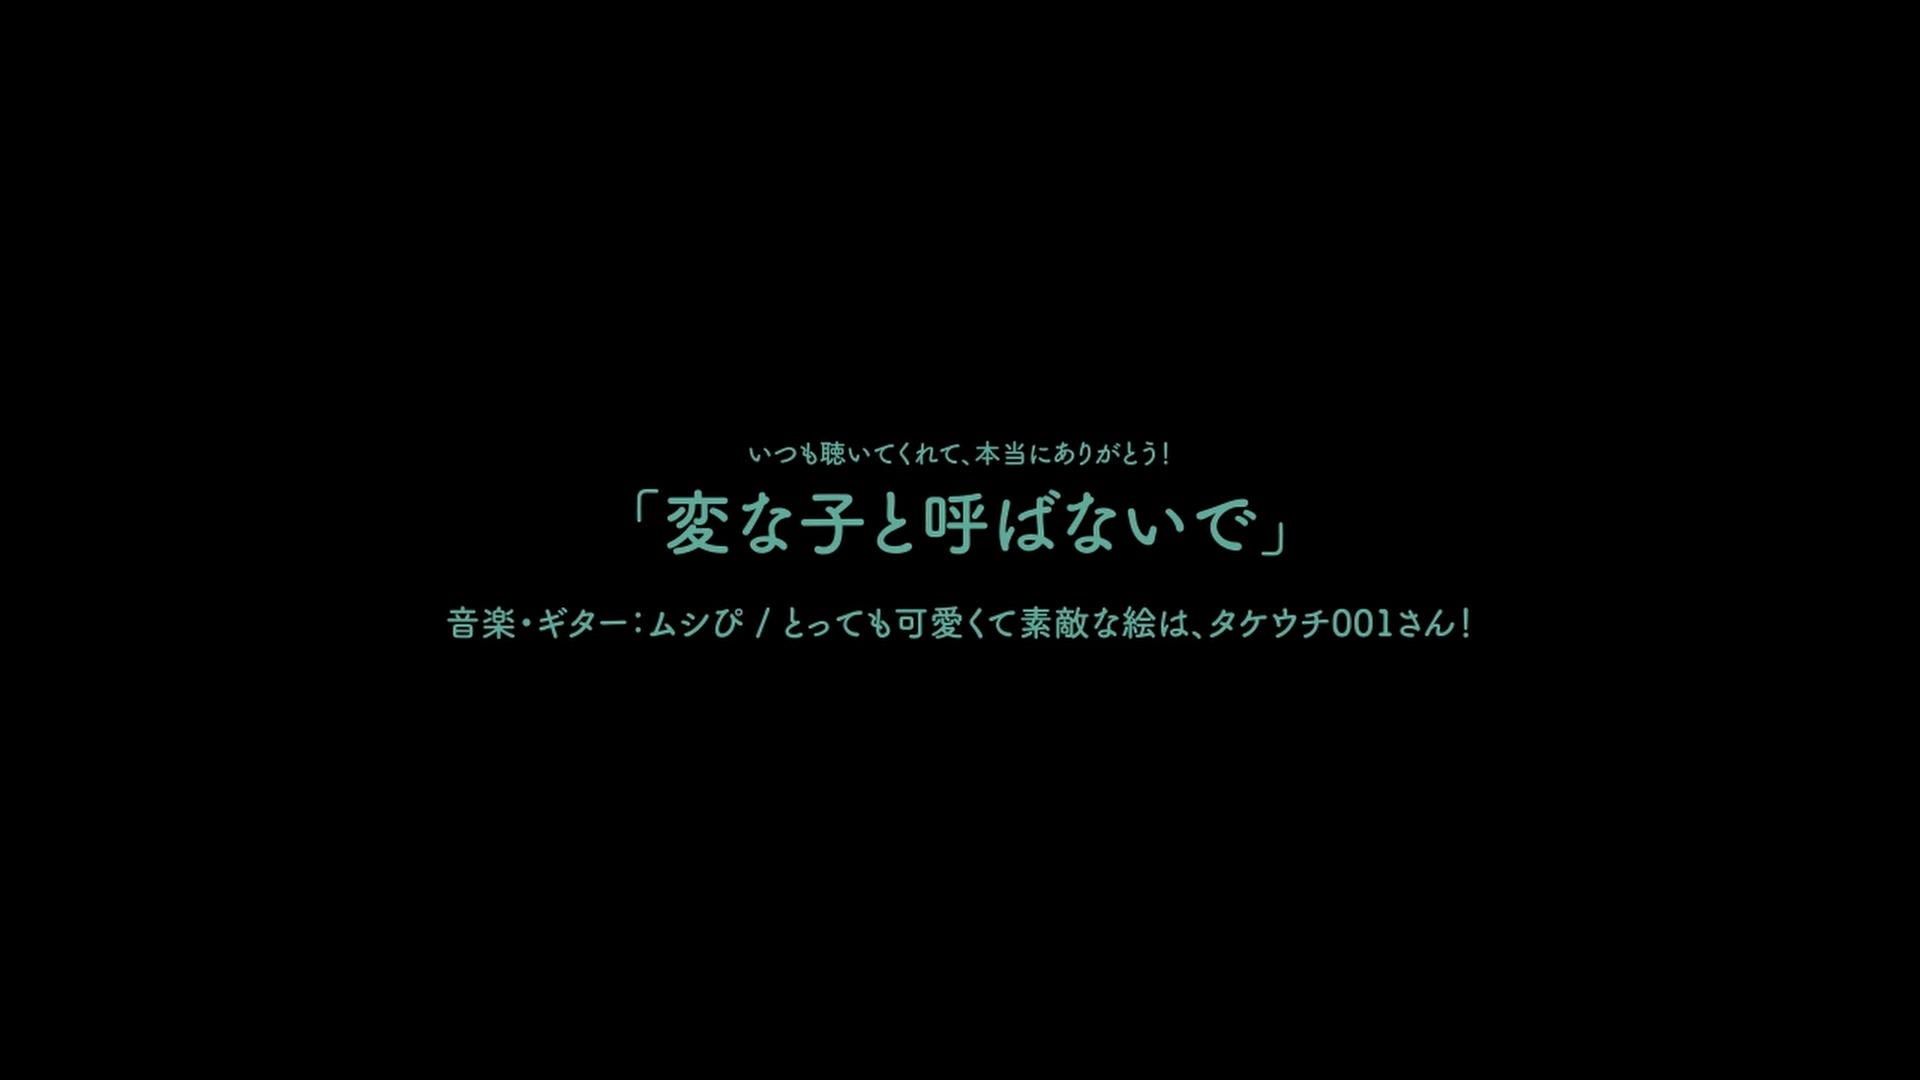 いつも聴いてくれて、本当にありがとう!
「変な子と呼ばないで」
音楽・ギター:ムシぴ / とっても可愛くて素敵な絵は、タケウチ001さん!